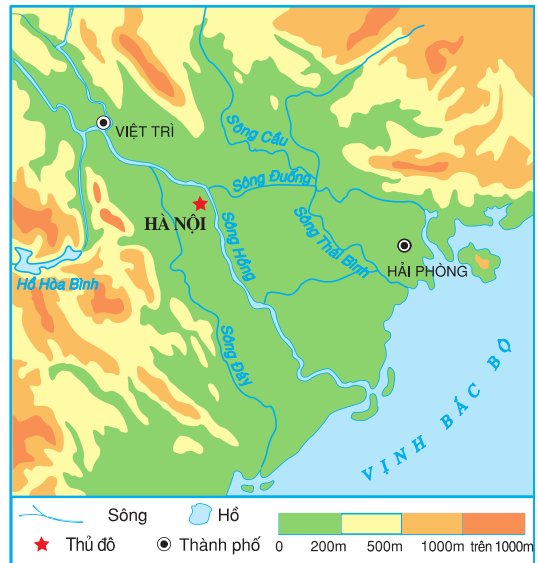 VIỆT TRÌ
Sông Cầu
Sông Đuống
HÀ NỘI
Sông Hồng
Sông Thái Bình
HẢI PHÒNG
Hồ Hòa Bình
Sông Đáy
VỊNH BẮC BỘ
Sông
Hồ
Thủ đô
Thành phố
0 200m 500m 1000m trên 1000m